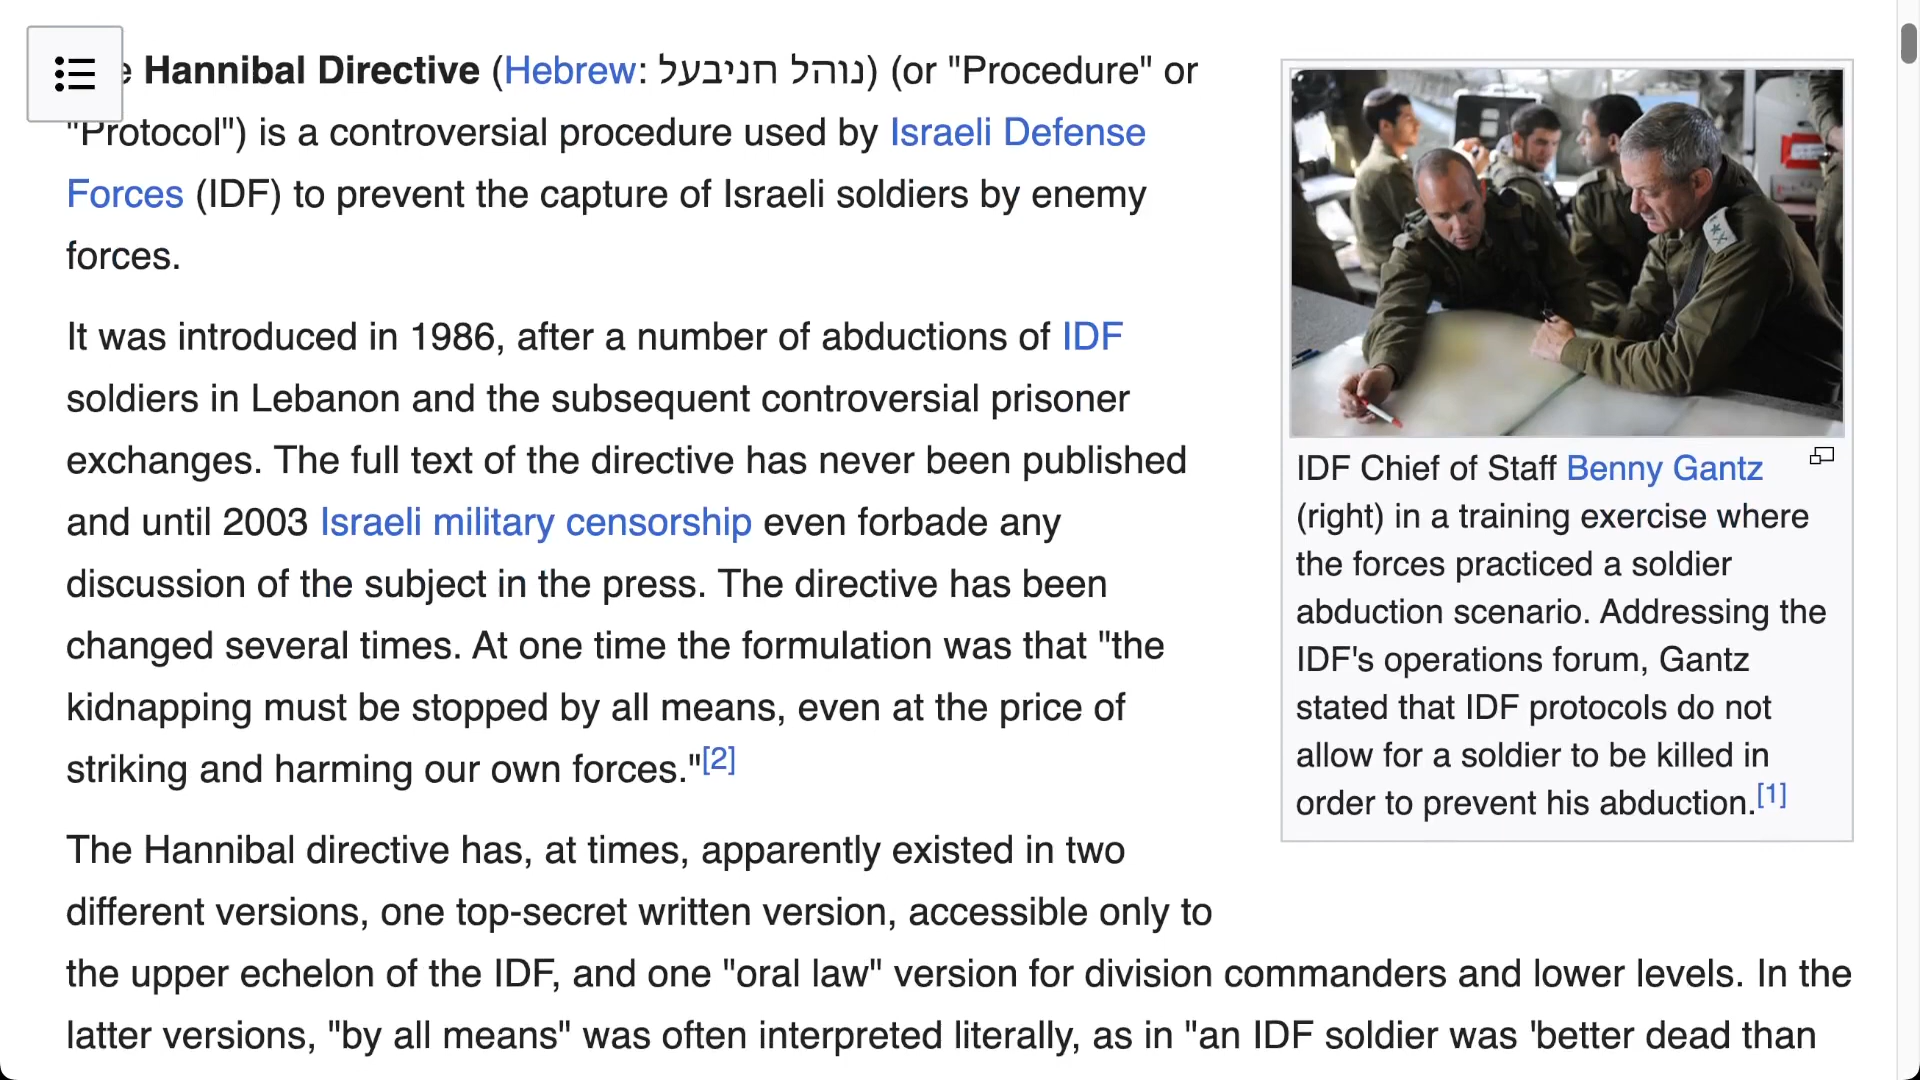 Hannibal Directive (Hebrew: נוהל חניבעל) (or "Procedure" or
"Protocol") is a controversial procedure used by Israeli Defense
Forces (IDF) to prevent the capture of Israeli soldiers by enemy
forces.
It was introduced in 1986, after a number of abductions of IDF
soldiers in Lebanon and the subsequent controversial prisoner
exchanges. The full text of the directive has never been published
and until 2003 Israeli military censorship even forbade any
discussion of the subject in the press. The directive has been
changed several times. At one time the formulation was that "the
kidnapping must be stopped by all means, even at the price of
striking and harming our own forces."[2]
The Hannibal directive has, at times, apparently existed in two
different versions, one top-secret written version, accessible only to
the upper echelon of the IDF, and one "oral law" version for division commanders and lower levels. In the
latter versions, "by all means" was often interpreted literally, as in "an IDF soldier was 'better dead than
IDF Chief of Staff Benny Gantz
(right) in a training exercise where
the forces practiced a soldier
abduction scenario. Addressing the
IDF's operations forum, Gantz
stated that IDF protocols do not
allow for a soldier to be killed in
order to prevent his abduction.[1]